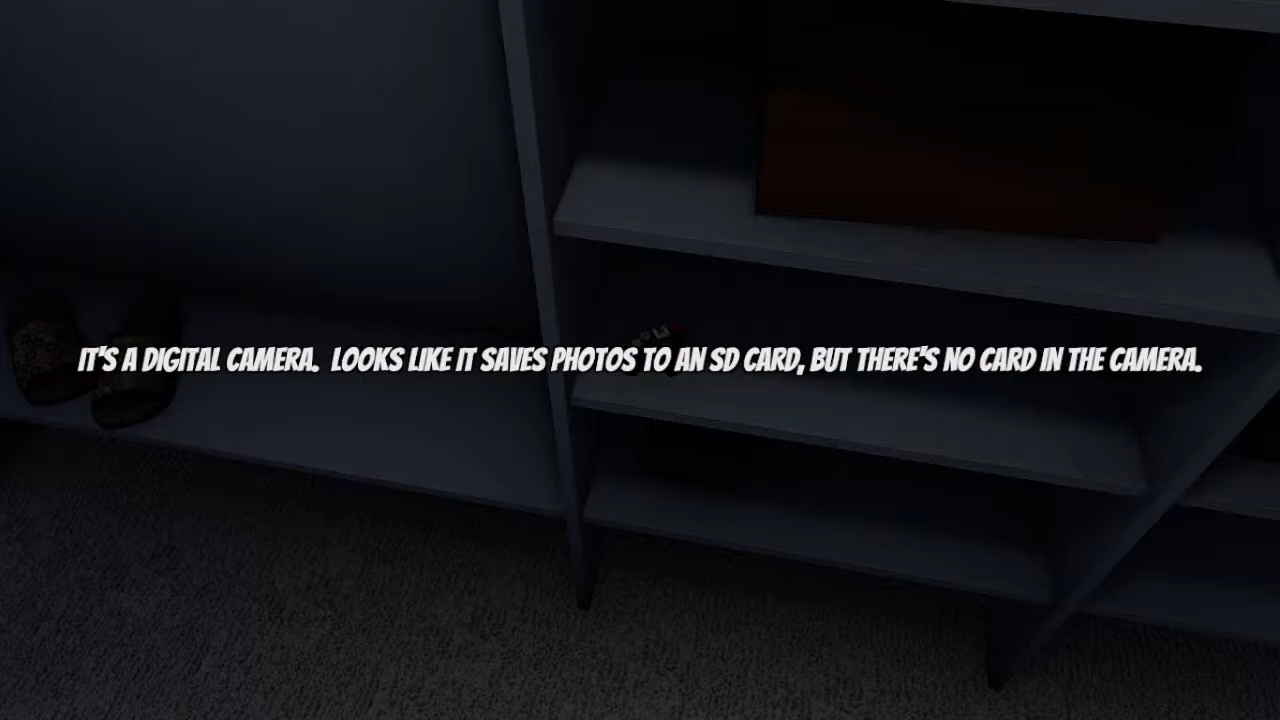 IT'S A DIGITAL CAMERA. LOOKS LIKE IT SAVES PHOTOS TO AN SD CARD, BUT THERE'S NO CARD IN THE CAMERA.